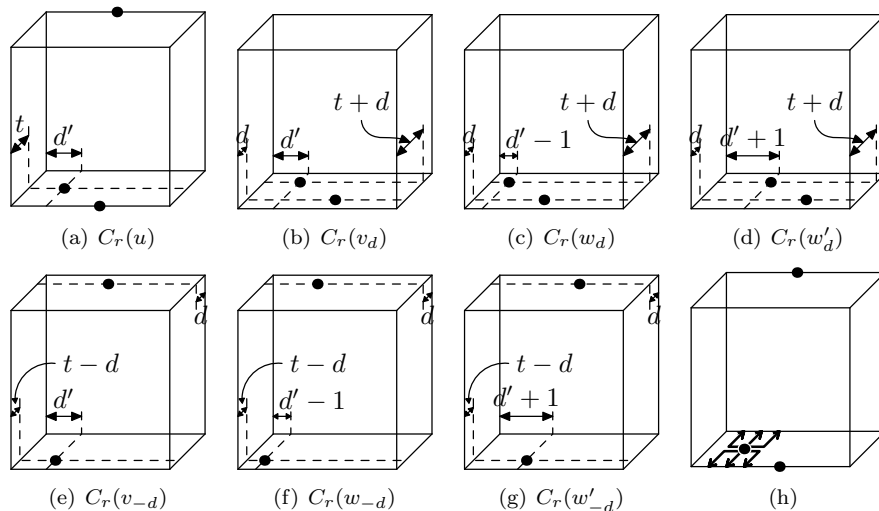 t
d′
(a) C_r(u)
d
d′
t + d
(b) C_r(v_d)
d′ − 1
t + d
(c) C_r(w_d)
d
d′ + 1
t + d
(d) C_r(w′_d)
d
t − d
d′
(e) C_r(v_{−d})
d
t − d
d′ − 1
(f) C_r(w_{−d})
d
t − d
d′ + 1
(g) C_r(w′_{−d})
(h)